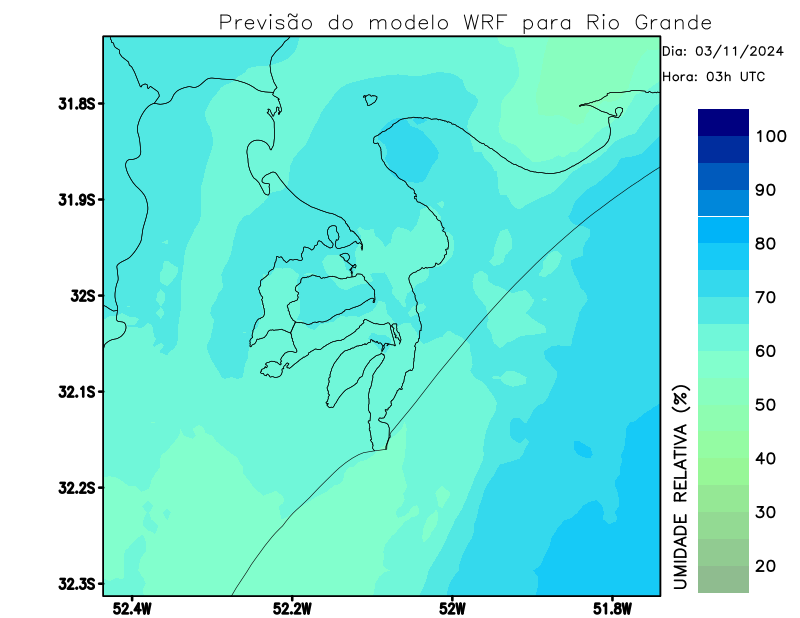 Previsão do modelo WRF para Rio Grande
Dia: 03/11/2024
Hora: 03h UTC
31.8S
31.9S
32S
32.1S
32.2S
32.3S
52.4W 52.2W 52W 51.8W
100
90
80
70
60
50
40
30
20
UMIDADE RELATIVA (%)